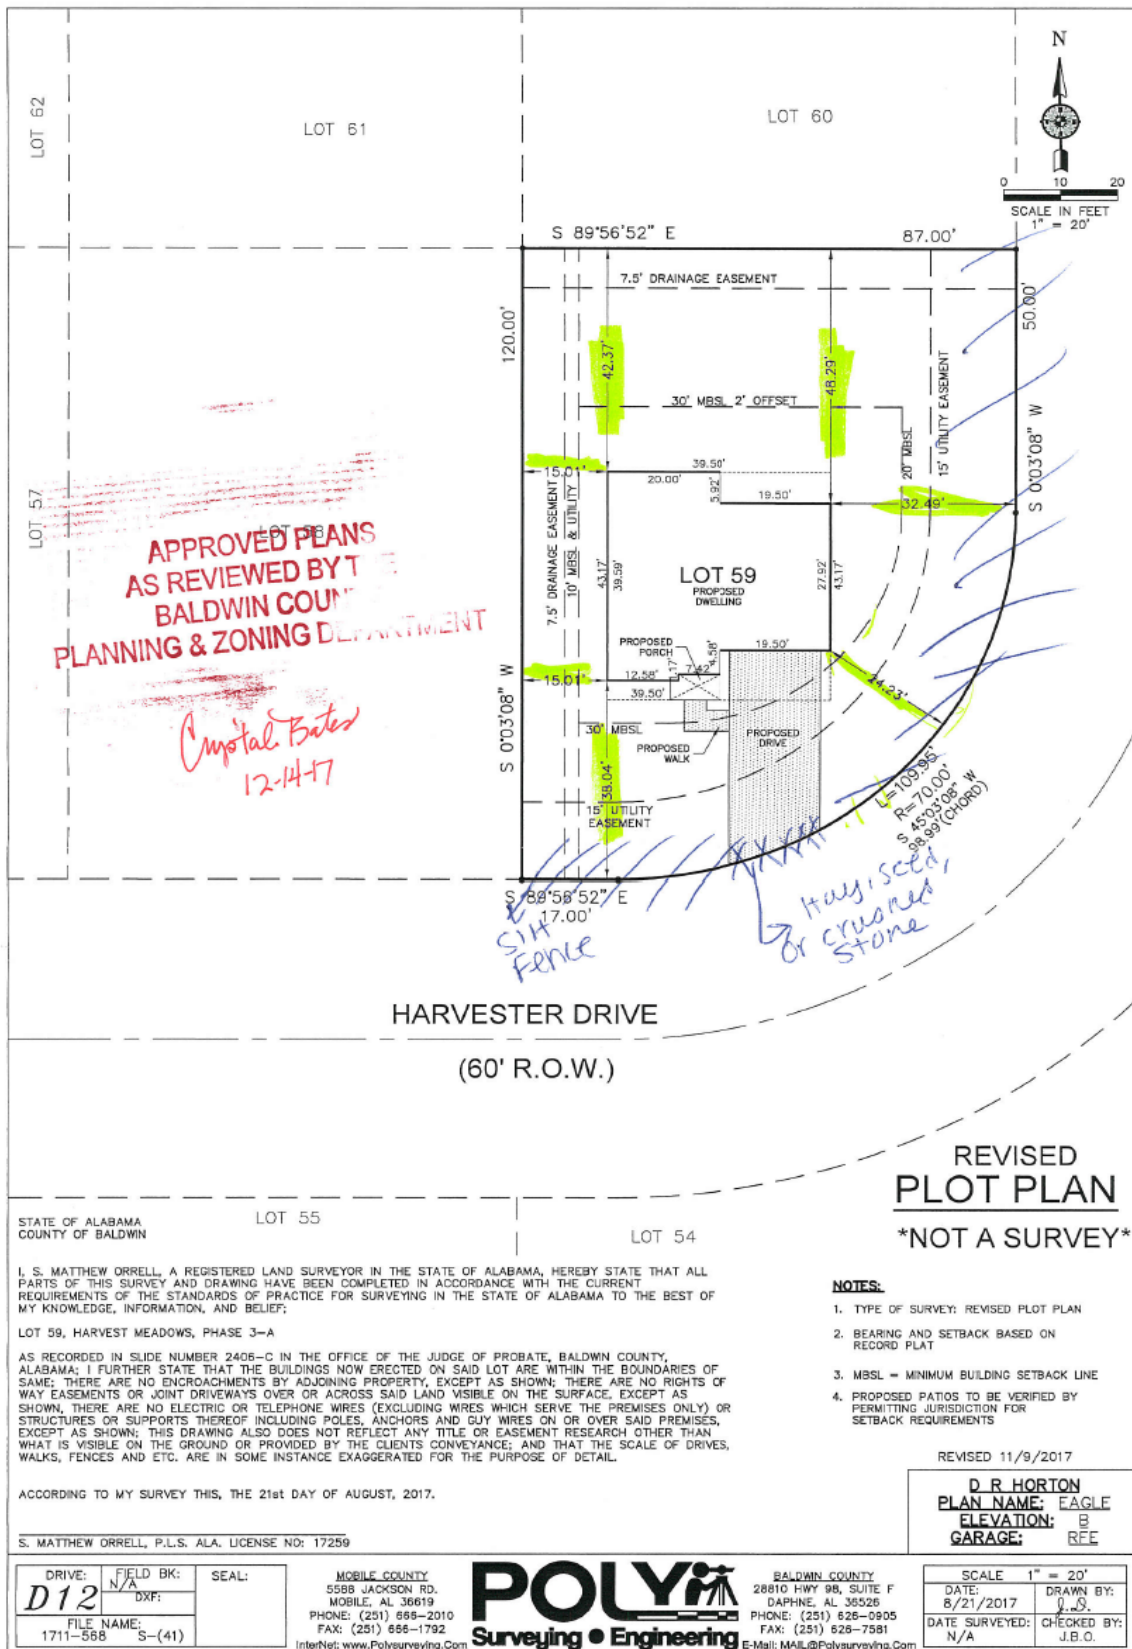 LOT 62
LOT 61
LOT 60
N
0 10 20
SCALE IN FEET
1" = 20'
S 89°56'52" E
87.00'
7.5' DRAINAGE EASEMENT
120.00'
50.00'
42.37'
48.29'
30' MBSL 2' OFFSET
20' MBSL
15' UTILITY EASEMENT
S 0°03'08" W
15.01'
39.50'
20.00'
5.92'
19.50'
32.49'
LOT 57
LOT 58
APPROVED PLANS
AS REVIEWED BY THE
BALDWIN COUN
PLANNING & ZONING DEPARTMENT
Crystal Bates
12-14-17
7.5' DRAINAGE EASEMENT
10' MBSL & UTILITY
43.17'
39.59'
LOT 59
PROPOSED
DWELLING
27.92'
43.17'
PROPOSED
PORCH
4.58'
19.50'
15.01'
12.58'
7.42'
39.50'
24.23'
S 0°03'08" W
30' MBSL
PROPOSED
WALK
PROPOSED
DRIVE
38.04'
15' UTILITY
EASEMENT
L=109.95'
R=70.00'
S 45°03'08" W
98.99'(CHORD)
S 89°56'52" E
17.00'
Silt
Fence
Hay, seed,
or crushed
stone
HARVESTER DRIVE
(60' R.O.W.)
REVISED
PLOT PLAN
*NOT A SURVEY*
LOT 55
LOT 54
STATE OF ALABAMA
COUNTY OF BALDWIN
I, S. MATTHEW ORRELL, A REGISTERED LAND SURVEYOR IN THE STATE OF ALABAMA, HEREBY STATE THAT ALL
PARTS OF THIS SURVEY AND DRAWING HAVE BEEN COMPLETED IN ACCORDANCE WITH THE CURRENT
REQUIREMENTS OF THE STANDARDS OF PRACTICE FOR SURVEYING IN THE STATE OF ALABAMA TO THE BEST OF
MY KNOWLEDGE, INFORMATION, AND BELIEF;
LOT 59, HARVEST MEADOWS, PHASE 3-A
AS RECORDED IN SLIDE NUMBER 2406-C IN THE OFFICE OF THE JUDGE OF PROBATE, BALDWIN COUNTY,
ALABAMA; I FURTHER STATE THAT THE BUILDINGS NOW ERECTED ON SAID LOT ARE WITHIN THE BOUNDARIES OF
SAME; THERE ARE NO ENCROACHMENTS BY ADJOINING PROPERTY, EXCEPT AS SHOWN; THERE ARE NO RIGHTS OF
WAY EASEMENTS OR JOINT DRIVEWAYS OVER OR ACROSS SAID LAND VISIBLE ON THE SURFACE, EXCEPT AS
SHOWN, THERE ARE NO ELECTRIC OR TELEPHONE WIRES (EXCLUDING WIRES WHICH SERVE THE PREMISES ONLY) OR
STRUCTURES OR SUPPORTS THEREOF INCLUDING POLES, ANCHORS AND GUY WIRES ON OR OVER SAID PREMISES,
EXCEPT AS SHOWN; THIS DRAWING ALSO DOES NOT REFLECT ANY TITLE OR EASEMENT RESEARCH OTHER THAN
WHAT IS VISIBLE ON THE GROUND OR PROVIDED BY THE CLIENTS CONVEYANCE; AND THAT THE SCALE OF DRIVES,
WALKS, FENCES AND ETC. ARE IN SOME INSTANCE EXAGGERATED FOR THE PURPOSE OF DETAIL.
ACCORDING TO MY SURVEY THIS, THE 21st DAY OF AUGUST, 2017.
S. MATTHEW ORRELL, P.L.S. ALA. LICENSE NO: 17259
NOTES:
1. TYPE OF SURVEY: REVISED PLOT PLAN
2. BEARING AND SETBACK BASED ON
RECORD PLAT
3. MBSL = MINIMUM BUILDING SETBACK LINE
4. PROPOSED PATIOS TO BE VERIFIED BY
PERMITTING JURISDICTION FOR
SETBACK REQUIREMENTS
REVISED 11/9/2017
D R HORTON
PLAN NAME: EAGLE
ELEVATION: B
GARAGE: RFE
DRIVE:
D12
FIELD BK:
N/A
DXF:
FILE NAME:
1711-568 S-(41)
SEAL:
MOBILE COUNTY
5588 JACKSON RD.
MOBILE, AL 36619
PHONE: (251) 666-2010
FAX: (251) 666-1792
InterNet: www.Polysurveying.Com
POLY
Surveying ● Engineering
BALDWIN COUNTY
28810 HWY 98, SUITE F
DAPHNE, AL 36526
PHONE: (251) 626-0905
FAX: (251) 626-7581
E-Mail: MAIL@Polysurveying.Com
SCALE 1" = 20'
DATE:
8/21/2017
DRAWN BY:
J.D.
DATE SURVEYED:
N/A
CHECKED BY:
J.B.O.